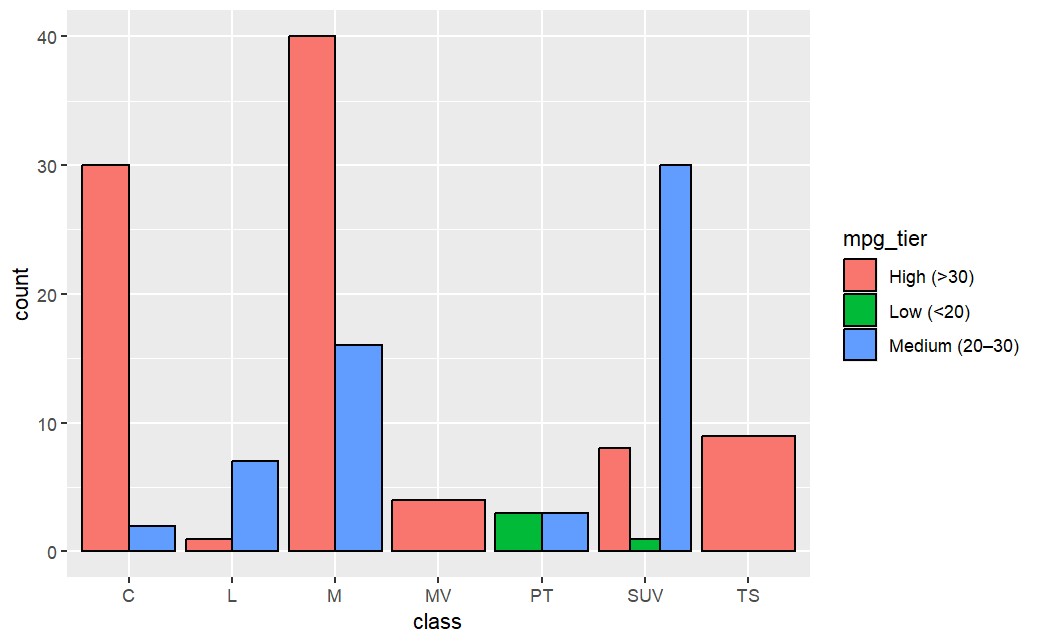 40
30
20
10
0
count
C L M MV PT SUV TS
class
mpg_tier
High (>30)
Low (<20)
Medium (20–30)